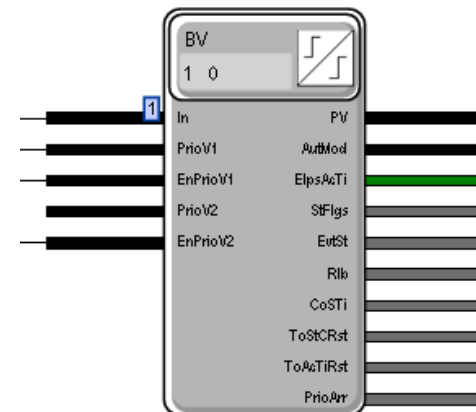 BV
1 0
1
In PV
PrioV1 AutMod
EnPrioV1 ElpsAcTi
PrioV2 StFlgs
EnPrioV2 EvtSt
Rlb
CoSTi
ToStCRst
ToAcTiRst
PrioArr